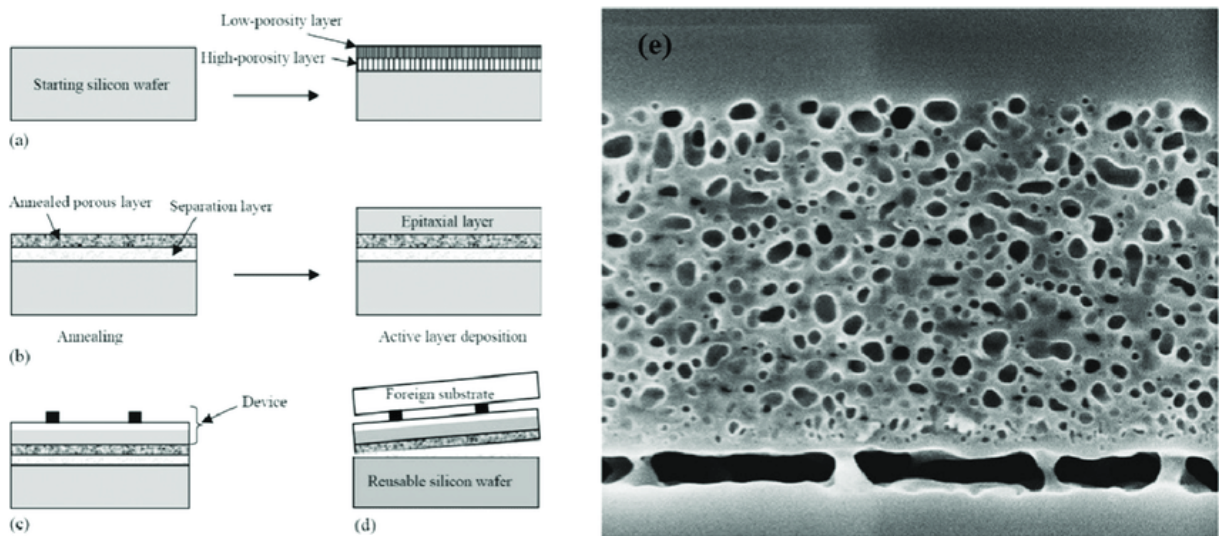 Low-porosity layer
High-porosity layer
Starting silicon wafer
(a)
Annealed porous layer
Separation layer
Epitaxial layer
Annealing
Active layer deposition
(b)
Device
Foreign substrate
Reusable silicon wafer
(c)
(d)
(e)